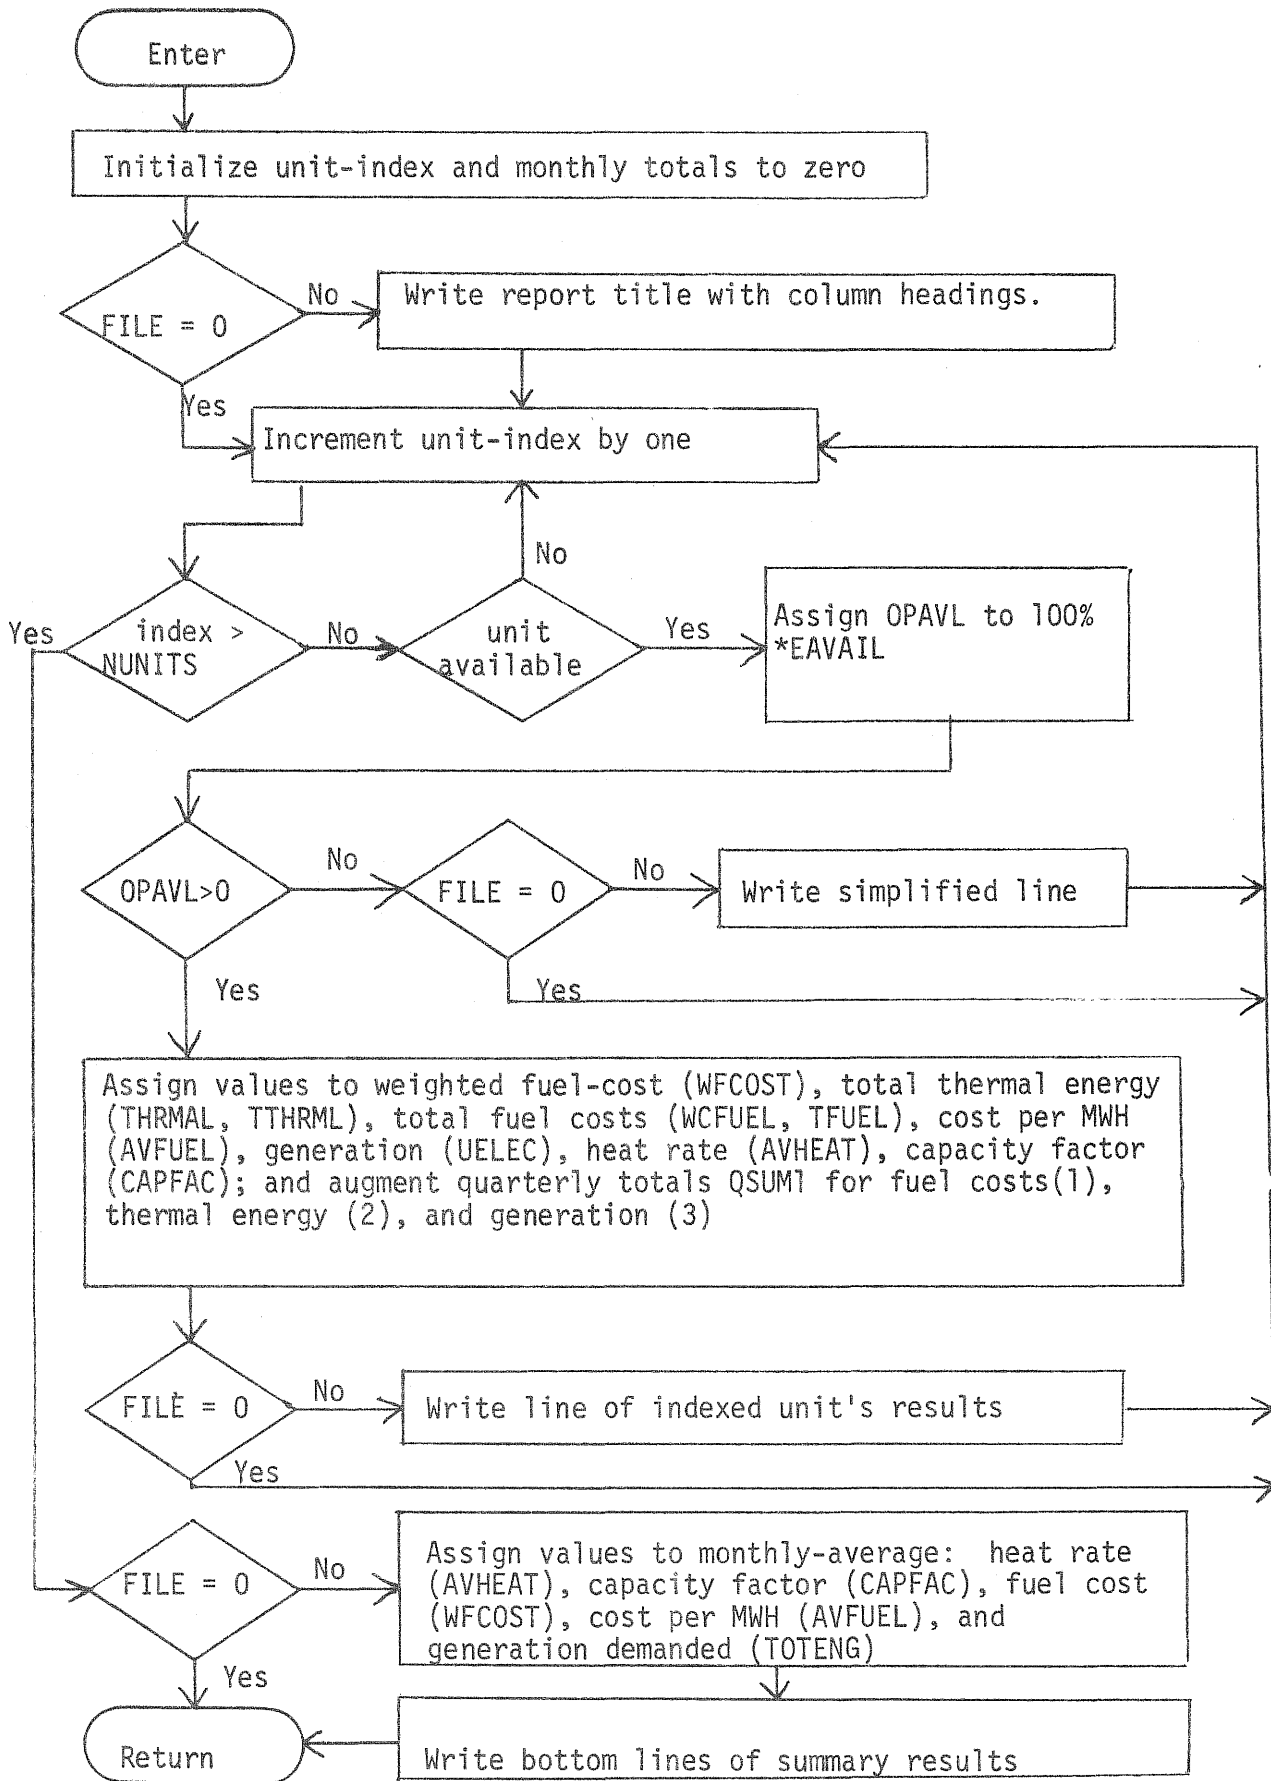 Enter
Initialize unit-index and monthly totals to zero
FILE = 0
No
Write report title with column headings.
Yes
Increment unit-index by one
No
Yes
index >
NUNITS
No
unit
available
Yes
Assign OPAVL to 100%
*EAVAIL
OPAVL>0
No
FILE = 0
No
Write simplified line
Yes
Yes
Assign values to weighted fuel-cost (WFCOST), total thermal energy
(THRMAL, TTHRML), total fuel costs (WCFUEL, TFUEL), cost per MWH
(AVFUEL), generation (UELEC), heat rate (AVHEAT), capacity factor
(CAPFAC); and augment quarterly totals QSUM1 for fuel costs(1),
thermal energy (2), and generation (3)
FILE = 0
No
Write line of indexed unit's results
Yes
FILE = 0
No
Assign values to monthly-average: heat rate
(AVHEAT), capacity factor (CAPFAC), fuel cost
(WFCOST), cost per MWH (AVFUEL), and
generation demanded (TOTENG)
Yes
Return
Write bottom lines of summary results